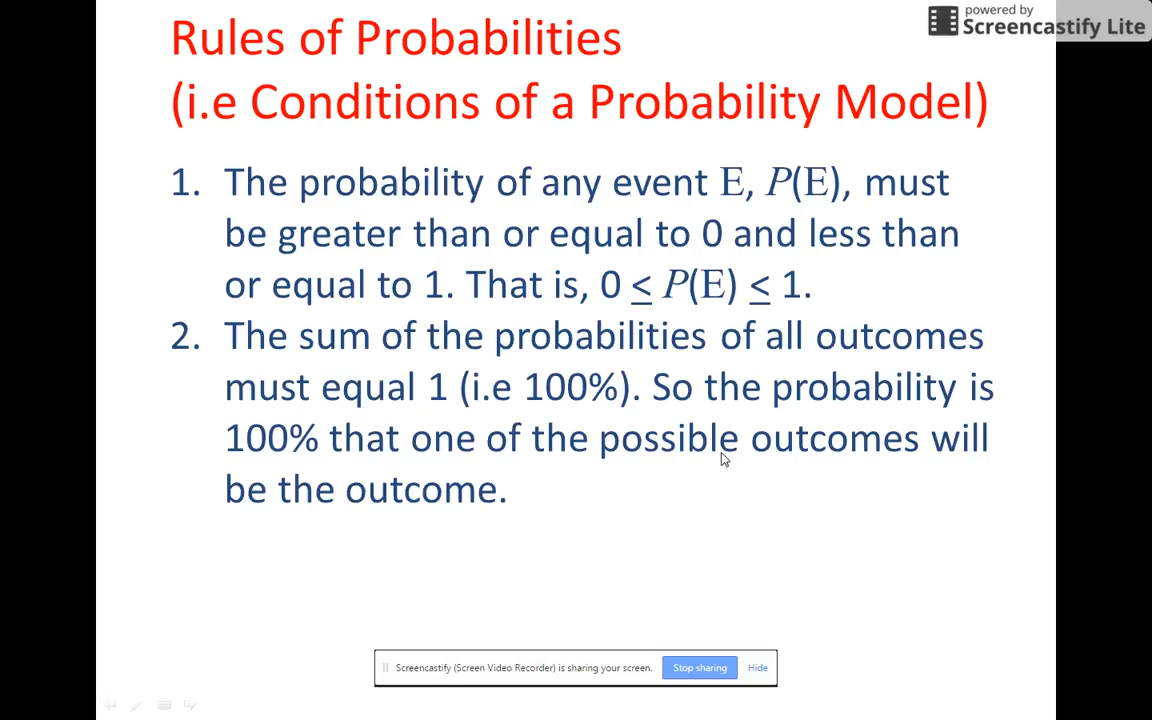 powered by
Screencastify Lite
Rules of Probabilities
(i.e Conditions of a Probability Model)
1. The probability of any event E, P(E), must
be greater than or equal to 0 and less than
or equal to 1. That is, 0 ≤ P(E) ≤ 1.
2. The sum of the probabilities of all outcomes
must equal 1 (i.e 100%). So the probability is
100% that one of the possible outcomes will
be the outcome.
Screencastify (Screen Video Recorder) is sharing your screen. Stop sharing Hide